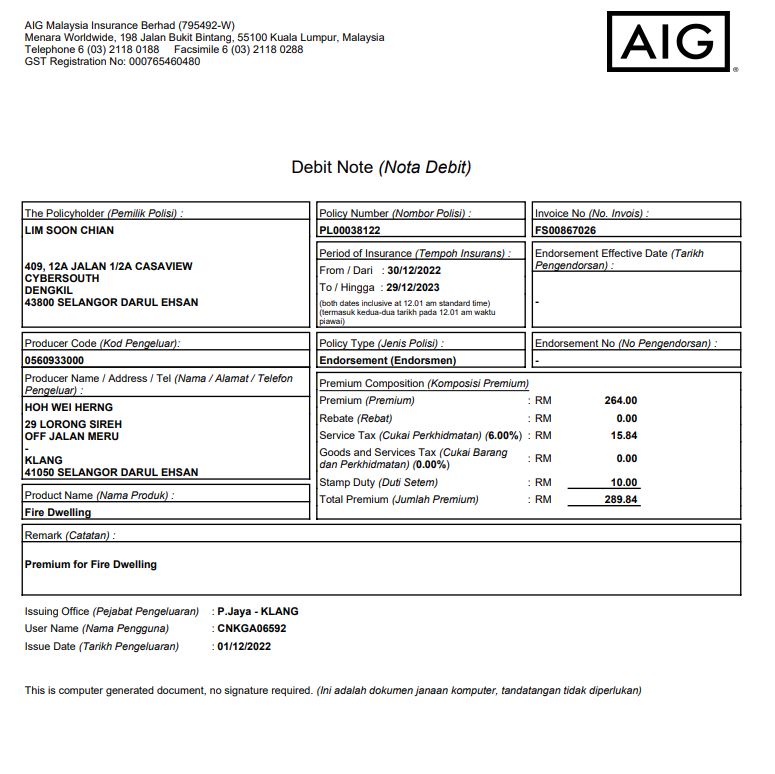 AIG Malaysia Insurance Berhad (795492-W)
Menara Worldwide, 198 Jalan Bukit Bintang, 55100 Kuala Lumpur, Malaysia
Telephone 6 (03) 2118 0188 Facsimile 6 (03) 2118 0288
GST Registration No: 000765460480
AIG
®
Debit Note (Nota Debit)
The Policyholder (Pemilik Polisi) :
LIM SOON CHIAN
409, 12A JALAN 1/2A CASAVIEW
CYBERSOUTH
DENGKIL
43800 SELANGOR DARUL EHSAN
Policy Number (Nombor Polisi) :
PL00038122
Invoice No (No. Invois) :
FS00867026
Period of Insurance (Tempoh Insurans) :
From / Dari : 30/12/2022
To / Hingga : 29/12/2023
(both dates inclusive at 12.01 am standard time)
(termasuk kedua-dua tarikh pada 12.01 am waktu
piawai)
Endorsement Effective Date (Tarikh
Pengendorsan) :
-
Producer Code (Kod Pengeluar):
0560933000
Policy Type (Jenis Polisi) :
Endorsement (Endorsmen)
Endorsement No (No Pengendorsan) :
-
Producer Name / Address / Tel (Nama / Alamat / Telefon
Pengeluar) :
HOH WEI HERNG
29 LORONG SIREH
OFF JALAN MERU
-
KLANG
41050 SELANGOR DARUL EHSAN
Product Name (Nama Produk) :
Fire Dwelling
Premium Composition (Komposisi Premium)
Premium (Premium) : RM 264.00
Rebate (Rebat) : RM 0.00
Service Tax (Cukai Perkhidmatan) (6.00%) : RM 15.84
Goods and Services Tax (Cukai Barang
dan Perkhidmatan) (0.00%) : RM 0.00
Stamp Duty (Duti Setem) : RM 10.00
Total Premium (Jumlah Premium) : RM 289.84
Remark (Catatan) :
Premium for Fire Dwelling
Issuing Office (Pejabat Pengeluaran) : P.Jaya - KLANG
User Name (Nama Pengguna) : CNKGA06592
Issue Date (Tarikh Pengeluaran) : 01/12/2022
This is computer generated document, no signature required. (Ini adalah dokumen janaan komputer, tandatangan tidak diperlukan)